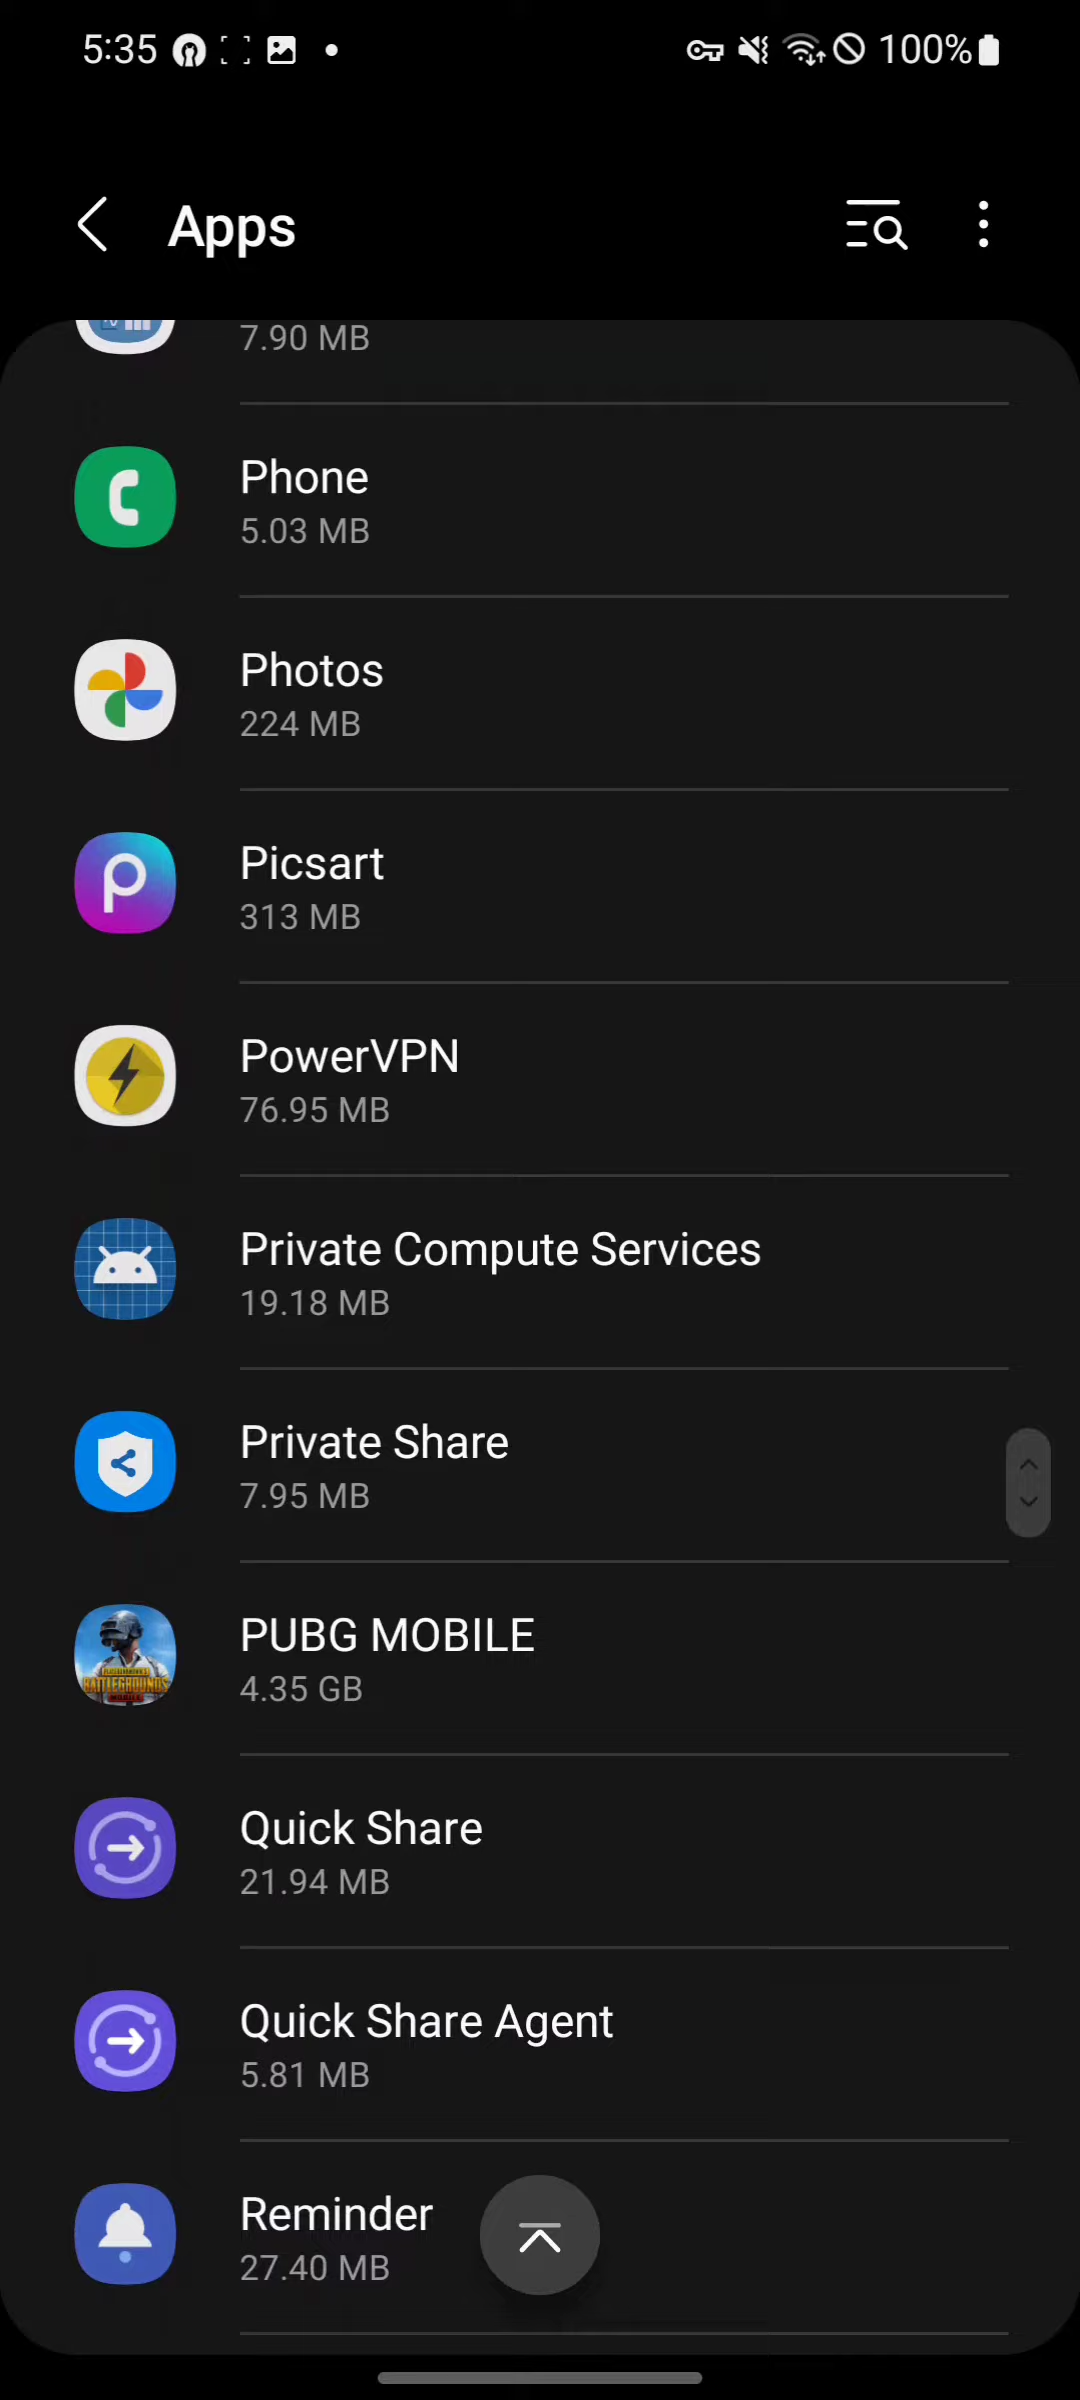 5:35 100%
Apps
7.90 MB
Phone
5.03 MB
Photos
224 MB
Picsart
313 MB
PowerVPN
76.95 MB
Private Compute Services
19.18 MB
Private Share
7.95 MB
PUBG MOBILE
4.35 GB
BATTLEGROUNDS
MOBILE
Quick Share
21.94 MB
Quick Share Agent
5.81 MB
Reminder
27.40 MB